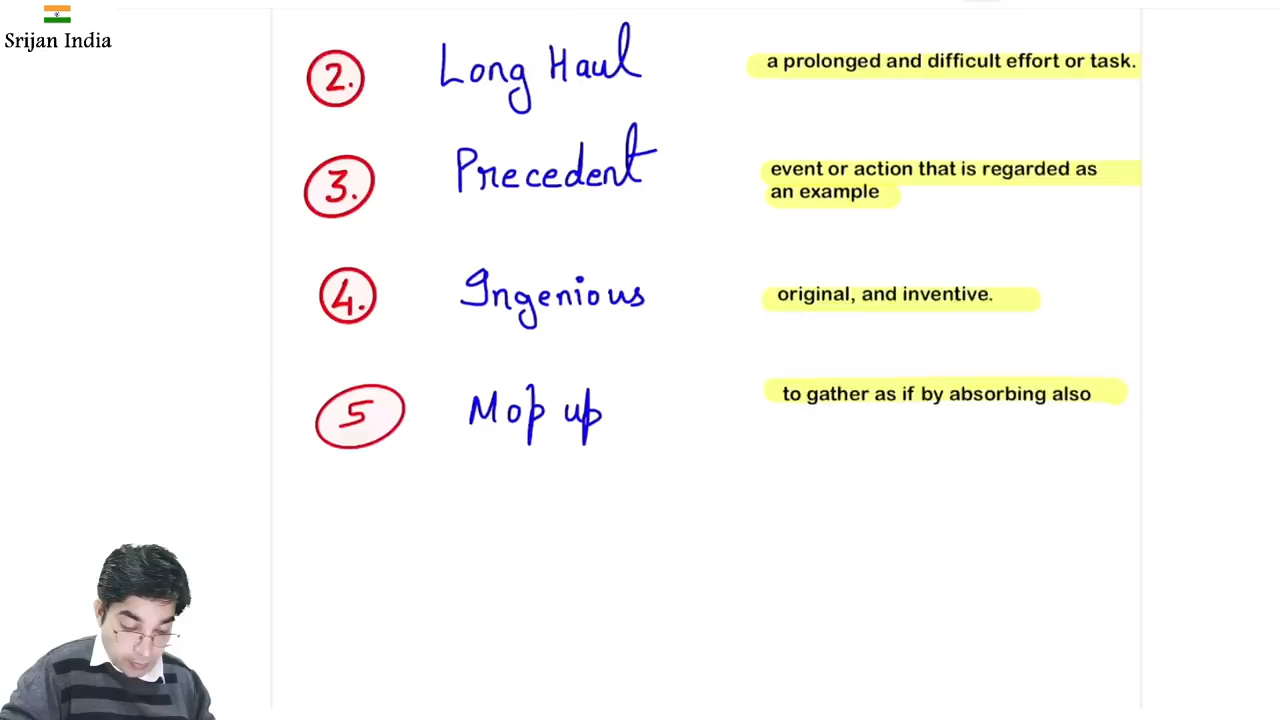 Srijan India
2. Long Haul a prolonged and difficult effort or task.
3. Precedent event or action that is regarded as
an example
4. Ingenious original, and inventive.
5 Mop up to gather as if by absorbing also